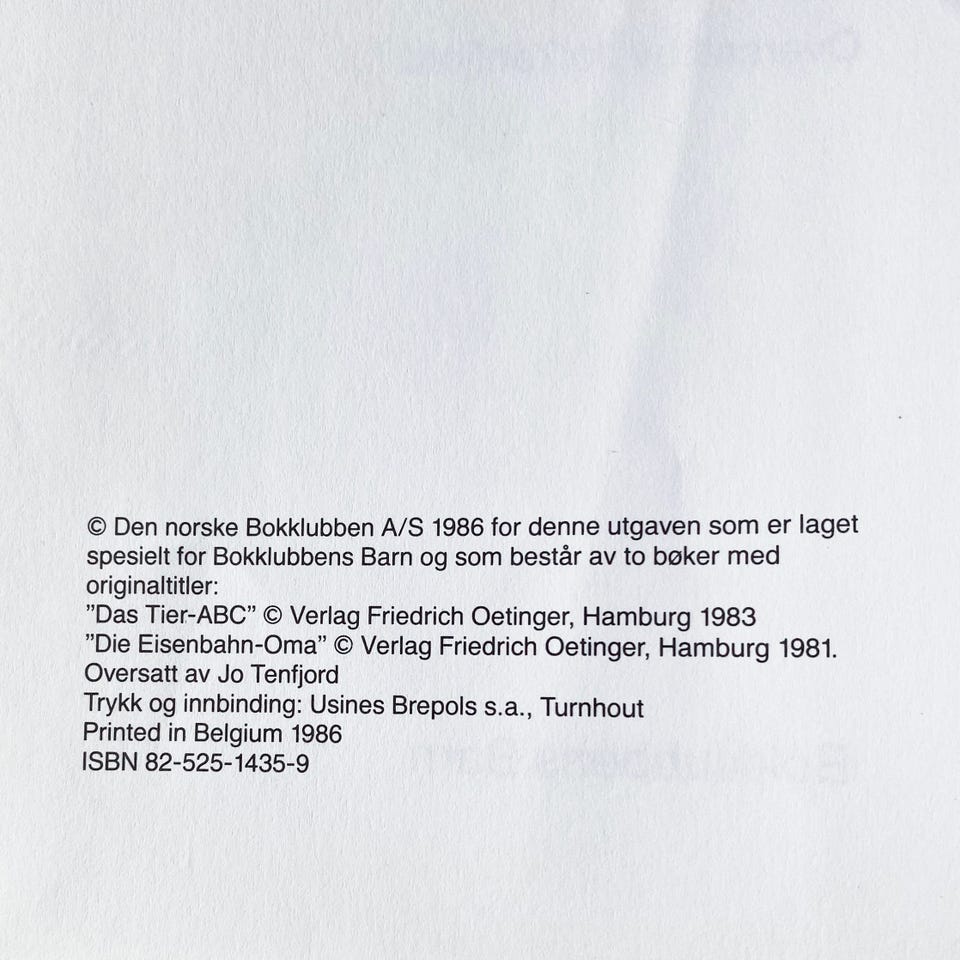 © Den norske Bokklubben A/S 1986 for denne utgaven som er laget
spesielt for Bokklubbens Barn og som består av to bøker med
originaltitler:
”Das Tier-ABC” © Verlag Friedrich Oetinger, Hamburg 1983
”Die Eisenbahn-Oma” © Verlag Friedrich Oetinger, Hamburg 1981.
Oversatt av Jo Tenfjord
Trykk og innbinding: Usines Brepols s.a., Turnhout
Printed in Belgium 1986
ISBN 82-525-1435-9